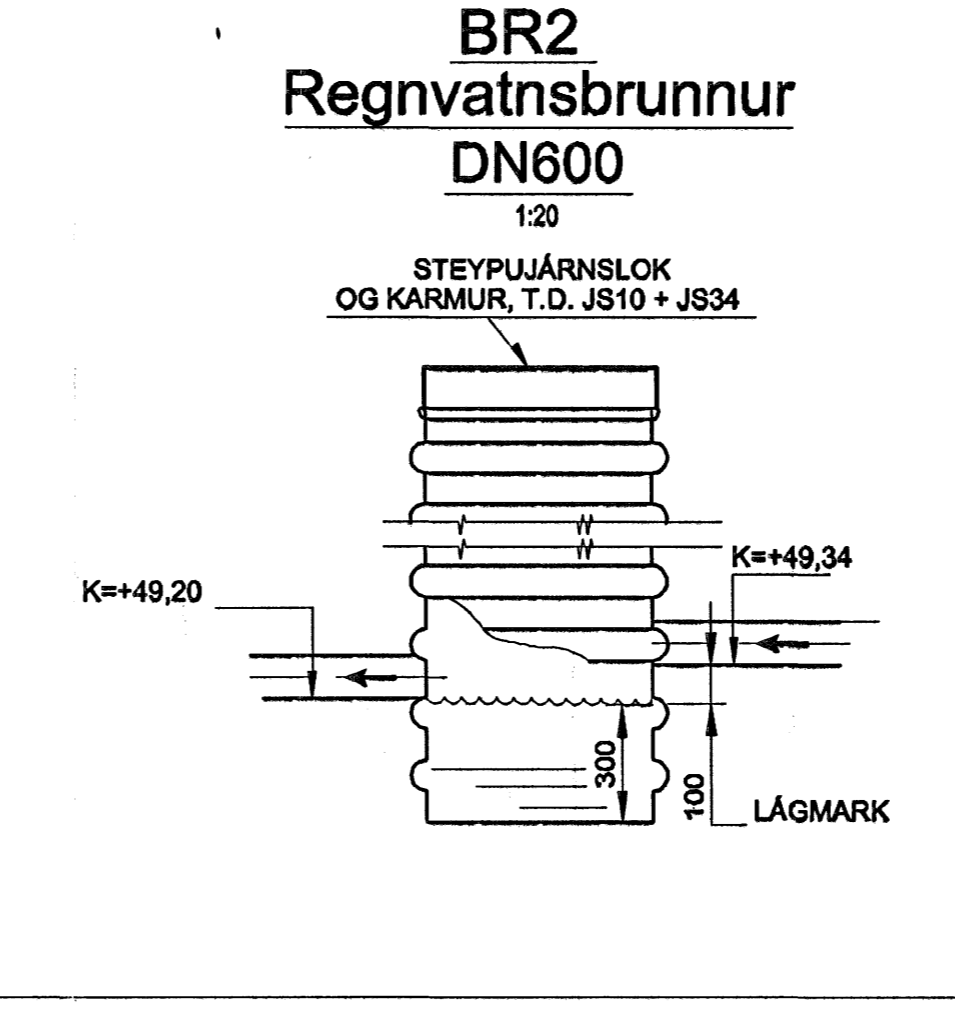 BR2
Regnvatnsbrunnur
DN600
1:20
STEYPUJÁRNSLOK
OG KARMUR, T.D. JS10 + JS34
K=+49,34
K=+49,20
300
100
LÁGMARK